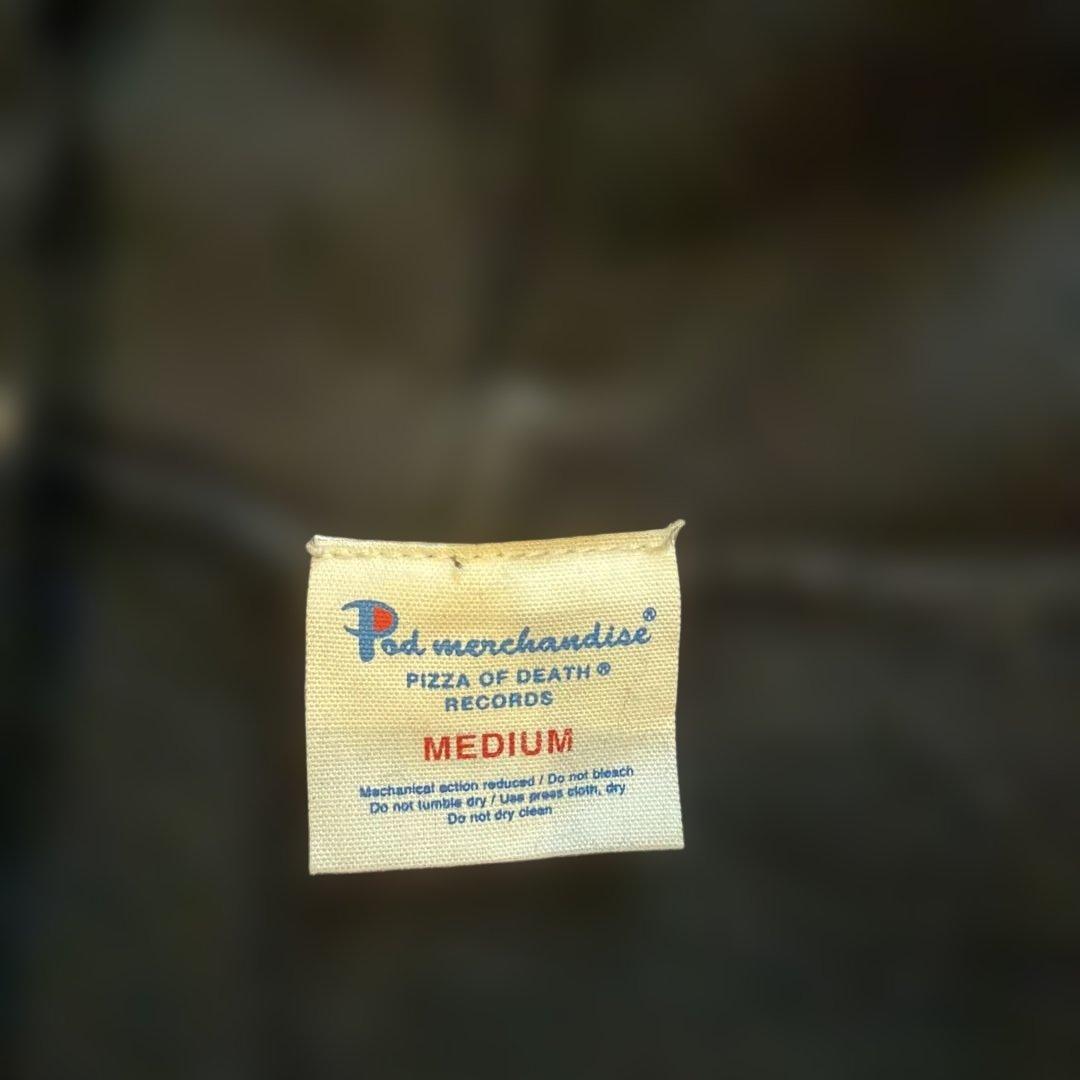 Pod merchandise®
PIZZA OF DEATH®
RECORDS
MEDIUM
Mechanical action reduced / Do not bleach
Do not tumble dry / Use press cloth, dry
Do not dry clean